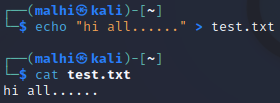 ┌──(malhi㉿kali)-[~]
└─$ echo "hi all......" > test.txt
┌──(malhi㉿kali)-[~]
└─$ cat test.txt
hi all......